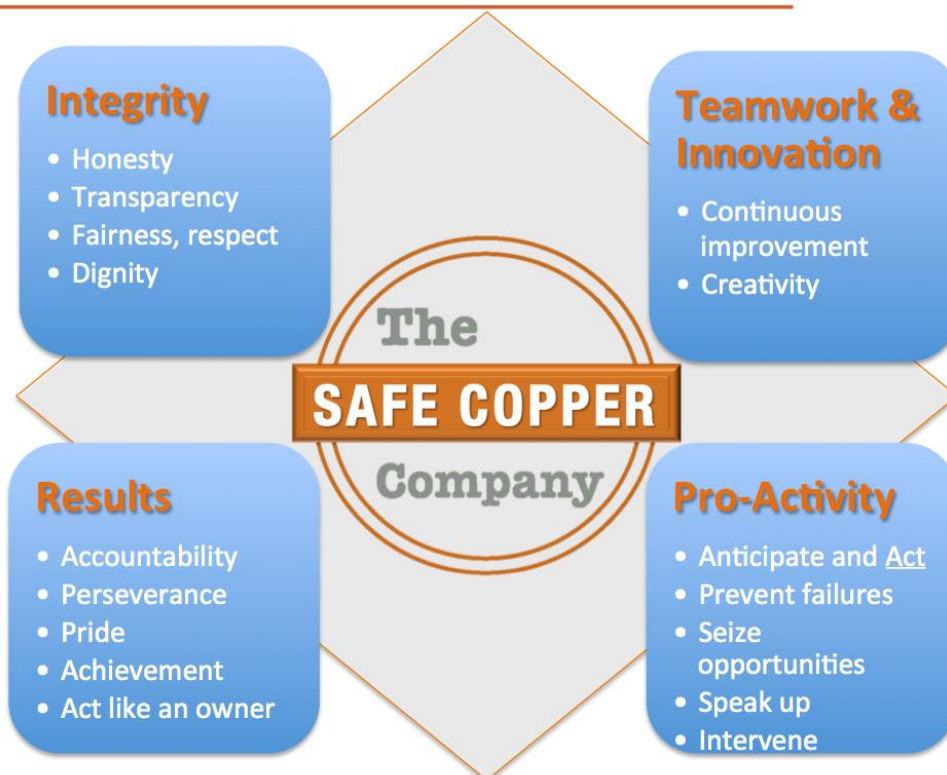 Integrity
• Honesty
• Transparency
• Fairness, respect
• Dignity
Teamwork &
Innovation
• Continuous
improvement
• Creativity
The
SAFE COPPER
Company
Results
• Accountability
• Perseverance
• Pride
• Achievement
• Act like an owner
Pro-Activity
• Anticipate and Act
• Prevent failures
• Seize
opportunities
• Speak up
• Intervene